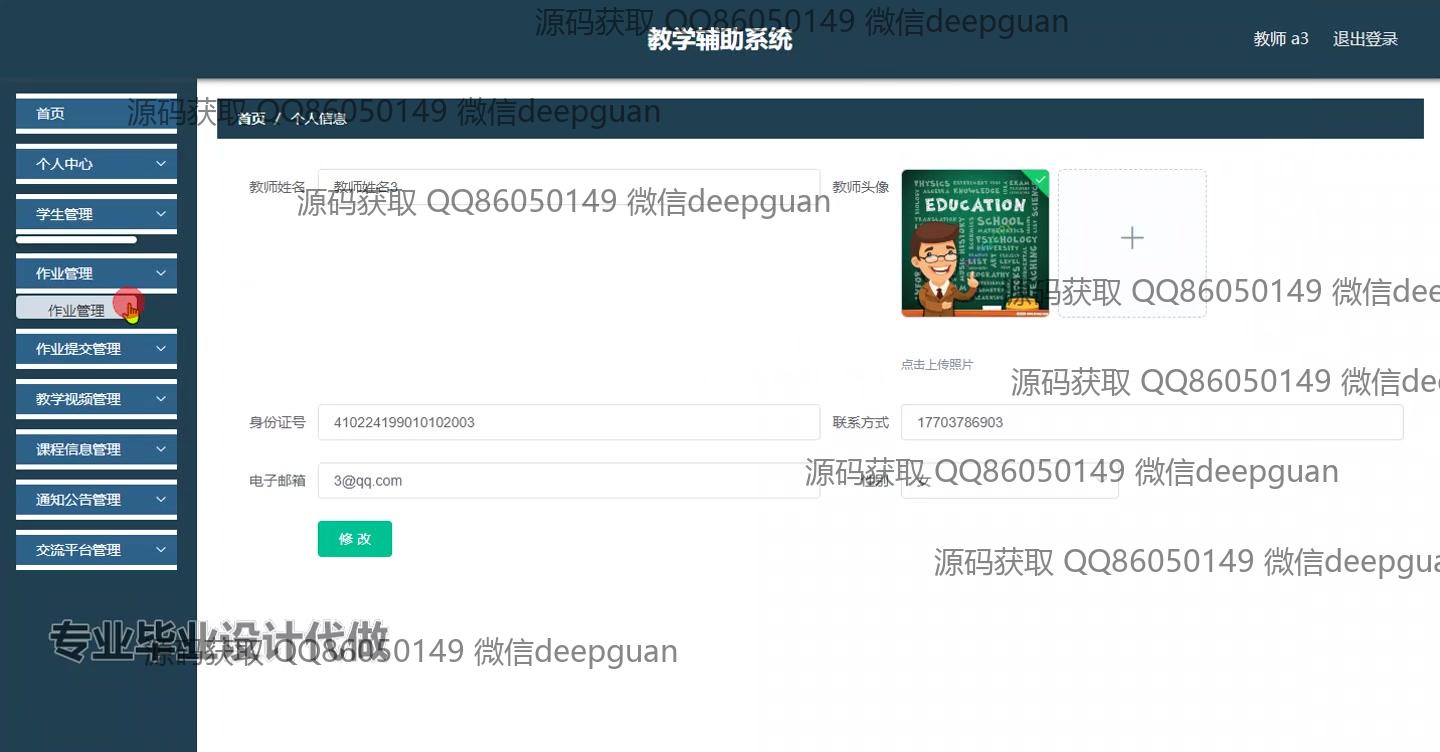 源码获取 QQ86050149 微信deepguan
教学辅助系统
教师 a3 退出登录
首页
源码获取 QQ86050149 微信deepguan
首页 / 个人信息
个人中心
学生管理
作业管理
作业管理
作业提交管理
教学视频管理
课程信息管理
通知公告管理
交流平台管理
教师姓名 教师姓名3
源码获取 QQ86050149 微信deepguan
教师头像
EDUCATION
PHYSICS
SCHOOL
MATHEMATICS
PSYCHOLOGY
源码获取 QQ86050149 微信dee
点击上传照片
源码获取 QQ86050149 微信de
身份证号 410224199010102003 联系方式 17703786903
源码获取 QQ86050149 微信deepguan
电子邮箱 3@qq.com 性别 女
修改
源码获取 QQ86050149 微信deepgua
专业毕业设计代做
源码获取 QQ86050149 微信deepguan